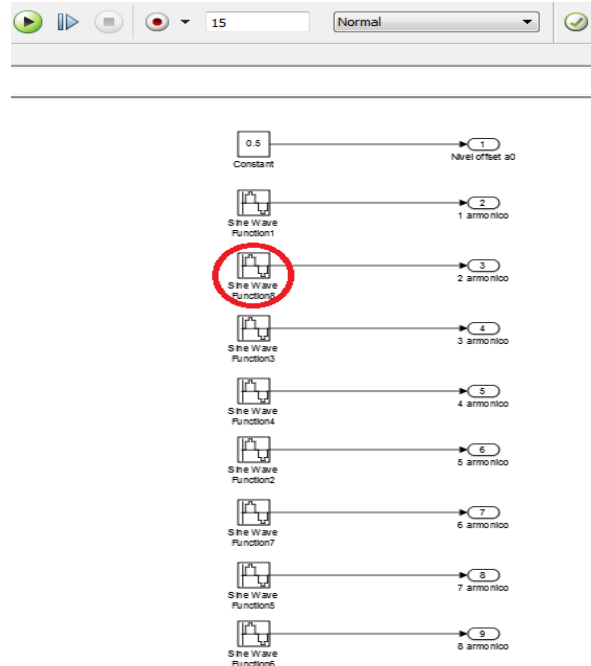 15 Normal
0.5
Constant
1
Nivel offset a0
Sine Wave
Function1
2
1 armonico
Sine Wave
Function8
3
2 armonico
Sine Wave
Function3
4
3 armonico
Sine Wave
Function4
5
4 armonico
Sine Wave
Function2
6
5 armonico
Sine Wave
Function7
7
6 armonico
Sine Wave
Function5
8
7 armonico
Sine Wave
Function6
9
8 armonico